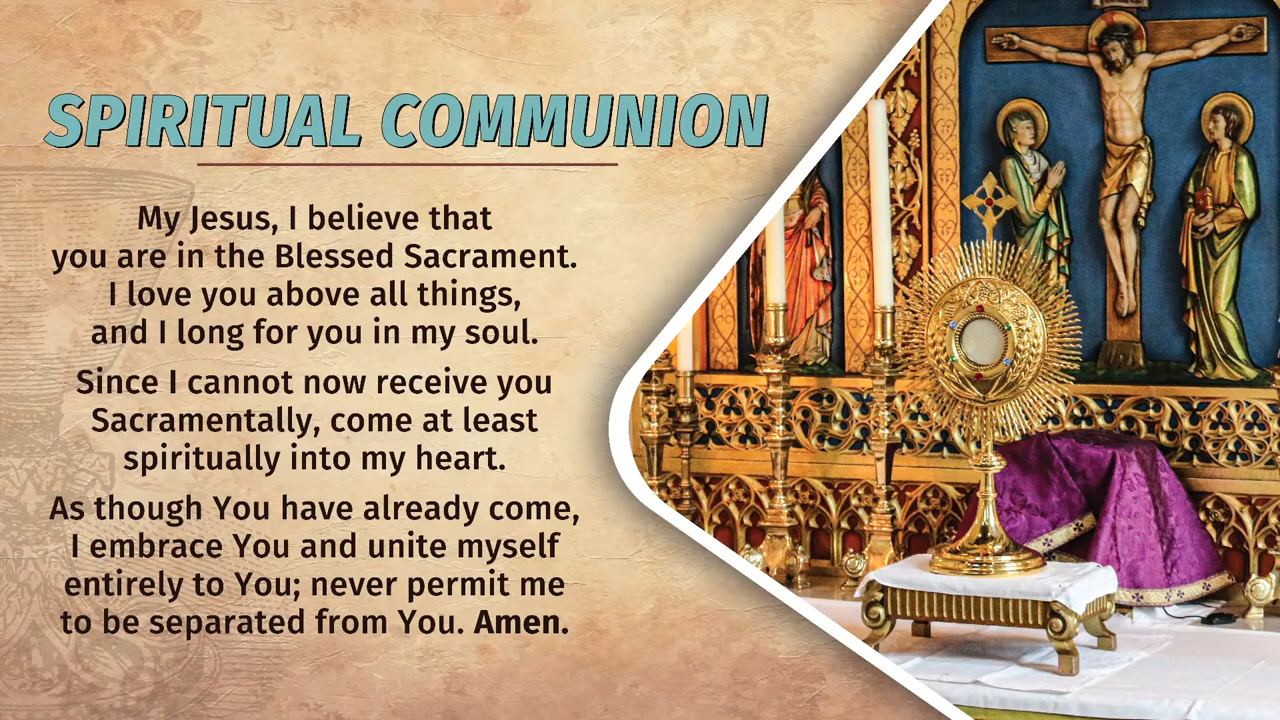 SPIRITUAL COMMUNION
My Jesus, I believe that
you are in the Blessed Sacrament.
I love you above all things,
and I long for you in my soul.
Since I cannot now receive you
Sacramentally, come at least
spiritually into my heart.
As though You have already come,
I embrace You and unite myself
entirely to You; never permit me
to be separated from You. Amen.